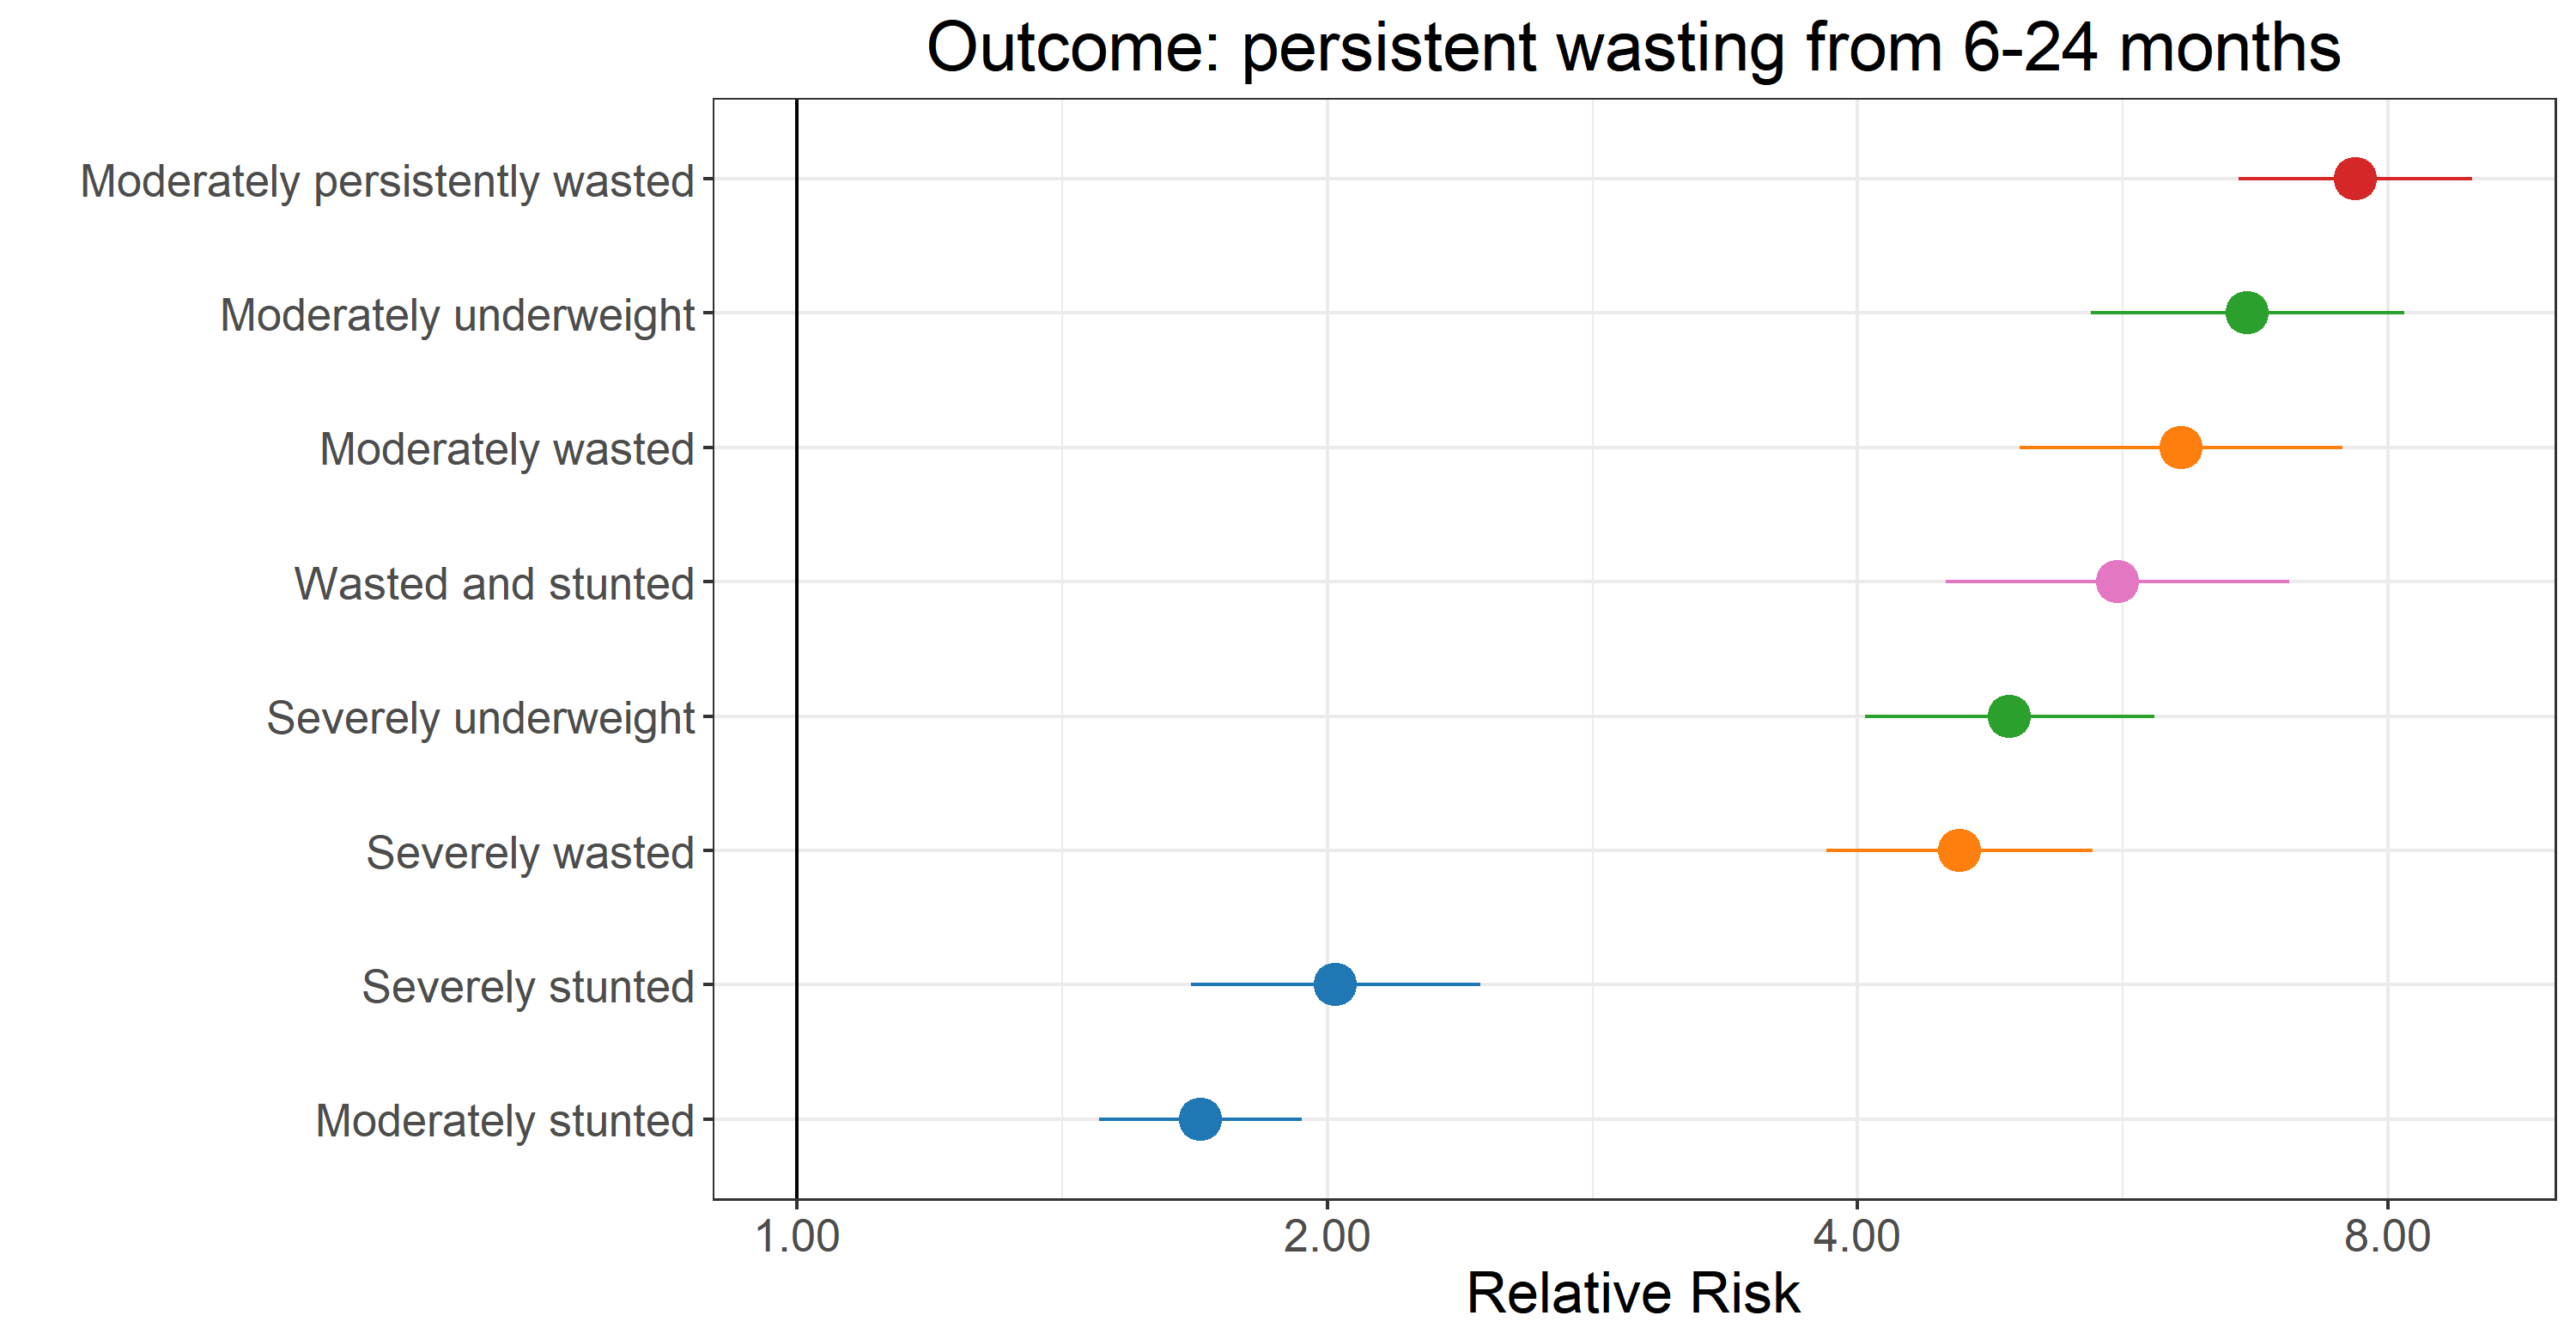 Outcome: persistent wasting from 6-24 months
Moderately persistently wasted
Moderately underweight
Moderately wasted
Wasted and stunted
Severely underweight
Severely wasted
Severely stunted
Moderately stunted
1.00 2.00 4.00 8.00
Relative Risk